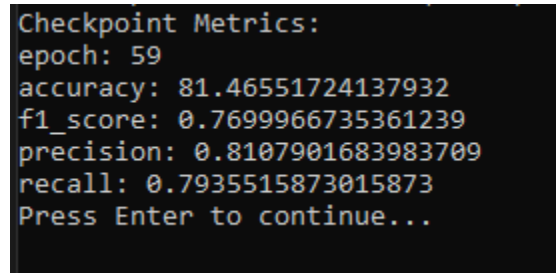 Checkpoint Metrics:
epoch: 59
accuracy: 81.46551724137932
f1_score: 0.7699966735361239
precision: 0.8107901683983709
recall: 0.7935515873015873
Press Enter to continue...